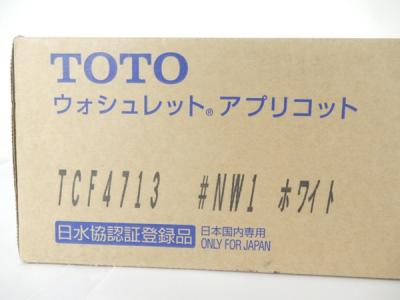 TOTO
ウォシュレット® アプリコット
TCF4713 #NW1 ホワイト
日水協認証登録品 日本国内専用
ONLY FOR JAPAN